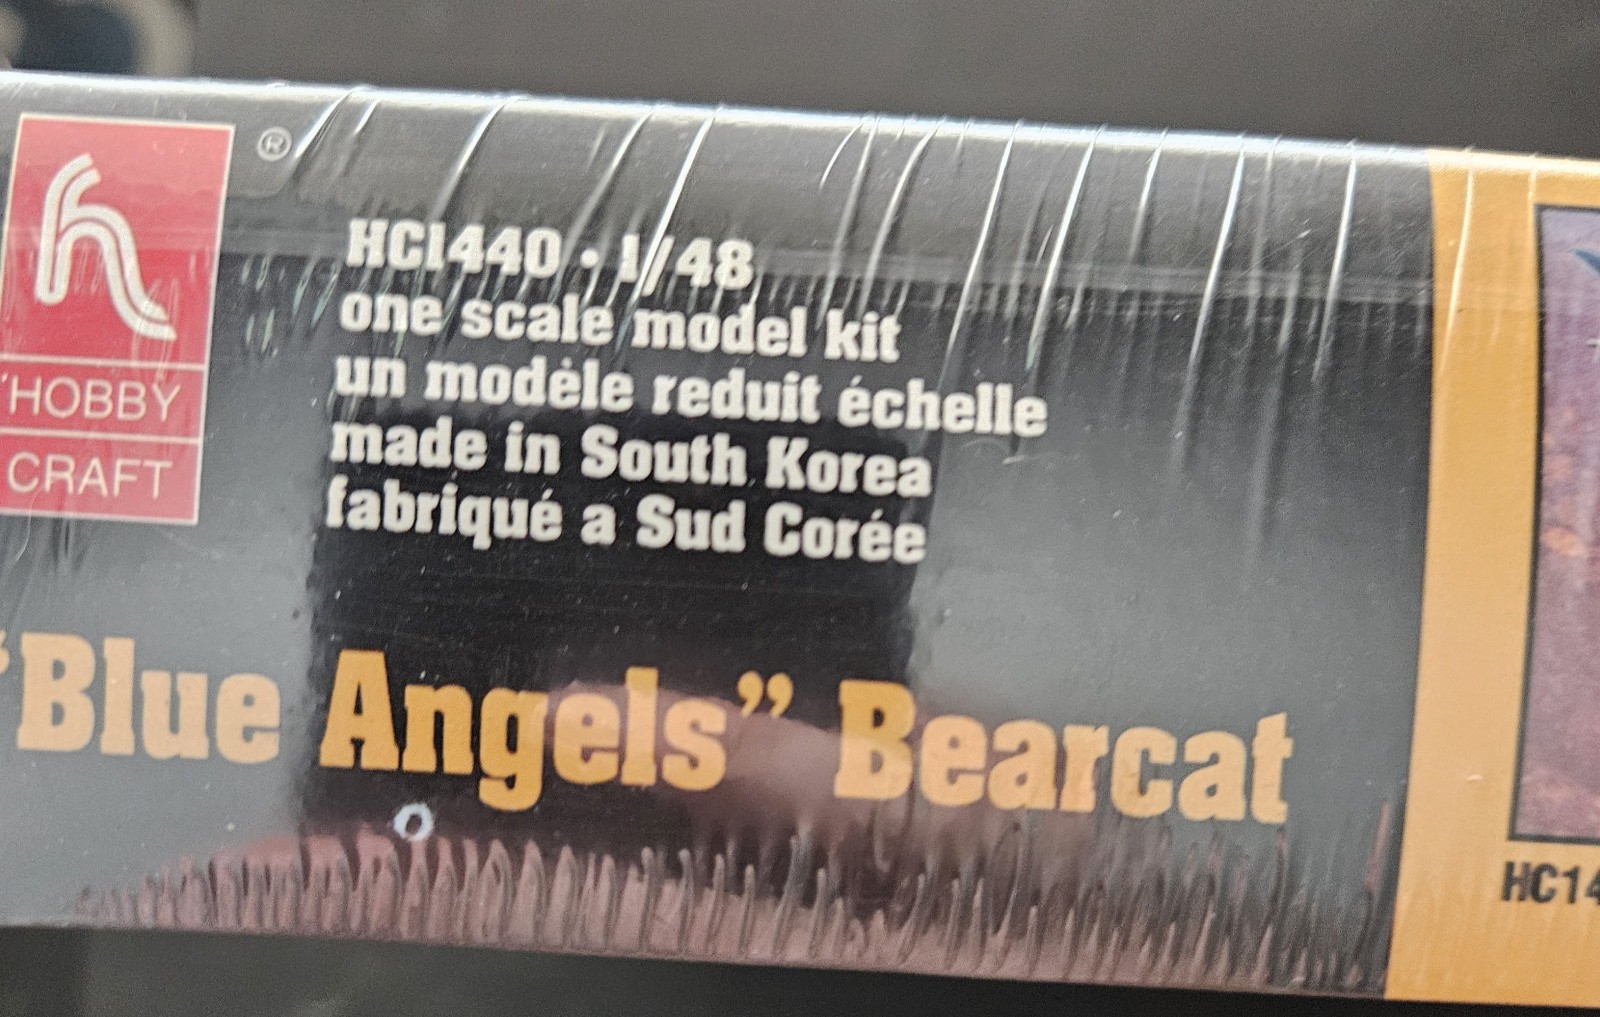 ®
HOBBY
CRAFT
HC1440 • 1/48
one scale model kit
un modèle reduit échelle
made in South Korea
fabriqué a Sud Corée
“Blue Angels” Bearcat
HC14